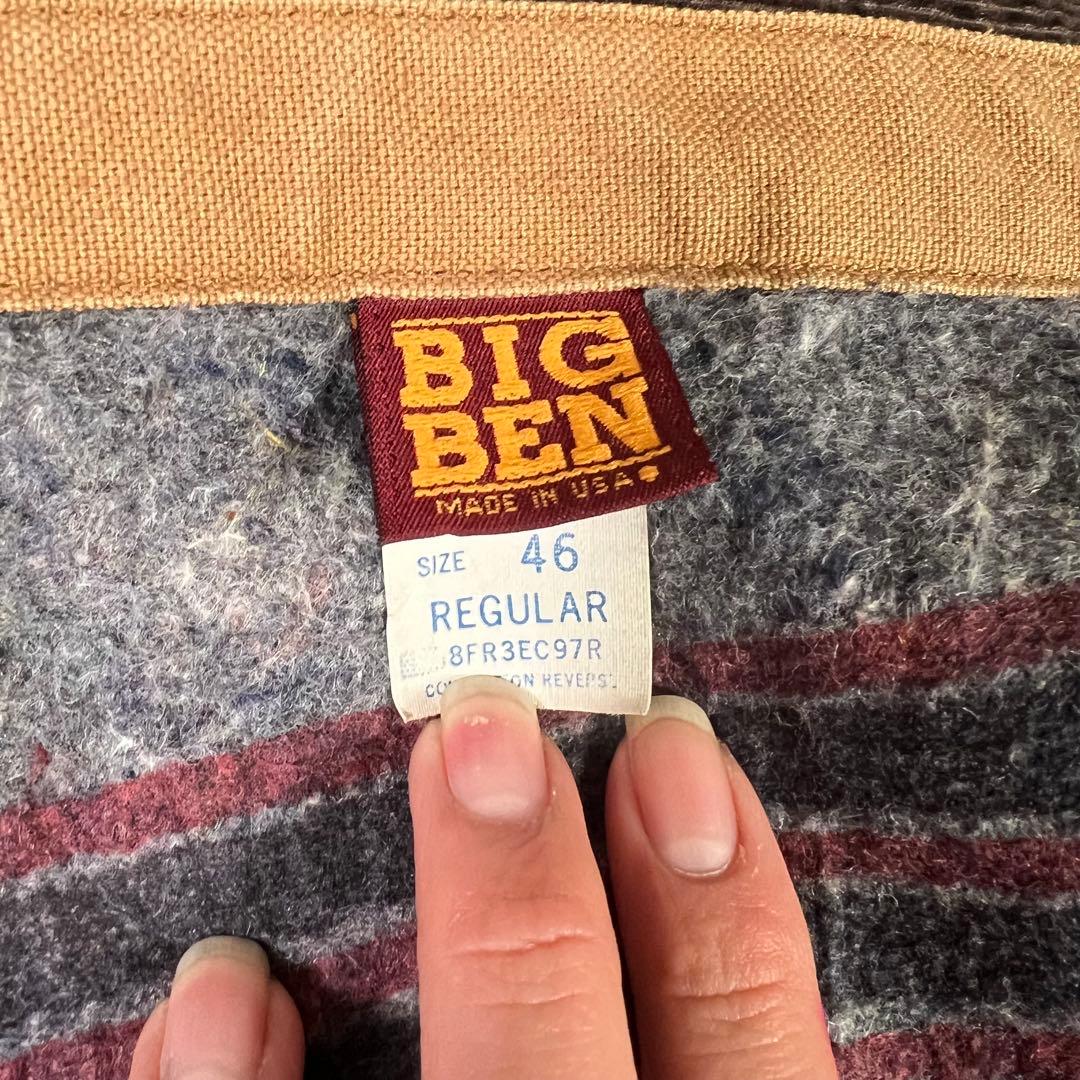 BIG
BEN
MADE IN USA
SIZE 46
REGULAR
8FR3EC97R